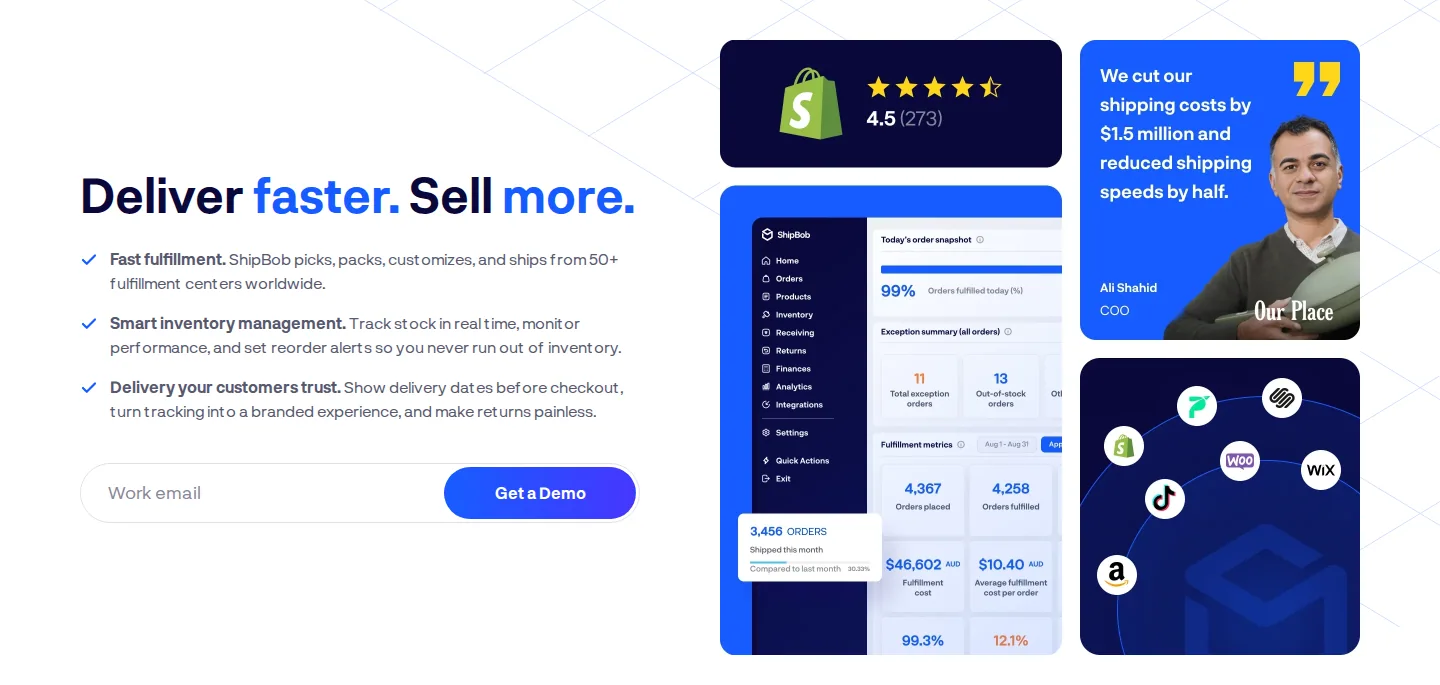 Deliver faster. Sell more.
Fast fulfillment. ShipBob picks, packs, customizes, and ships from 50+
fulfillment centers worldwide.
Smart inventory management. Track stock in real time, monitor
performance, and set reorder alerts so you never run out of inventory.
Delivery your customers trust. Show delivery dates before checkout,
turn tracking into a branded experience, and make returns painless.
Work email
Get a Demo
4.5 (273)
ShipBob
Home
Orders
Products
Inventory
Receiving
Returns
Finances
Analytics
Integrations
Settings
Quick Actions
Exit
Today's order snapshot
99% Orders fulfilled today (%)
Exception summary (all orders)
11
Total exception
orders
13
Out-of-stock
orders
Fulfillment metrics
Aug 1 - Aug 31
App
4,367
Orders placed
4,258
Orders fulfilled
3,456 ORDERS
Shipped this month
Compared to last month 30.33%
$46,602 AUD
Fulfillment
cost
$10.40 AUD
Average fulfillment
cost per order
99.3%
12.1%
We cut our
shipping costs by
$1.5 million and
reduced shipping
speeds by half.
Ali Shahid
COO
Our Place
WOO
WiX
a